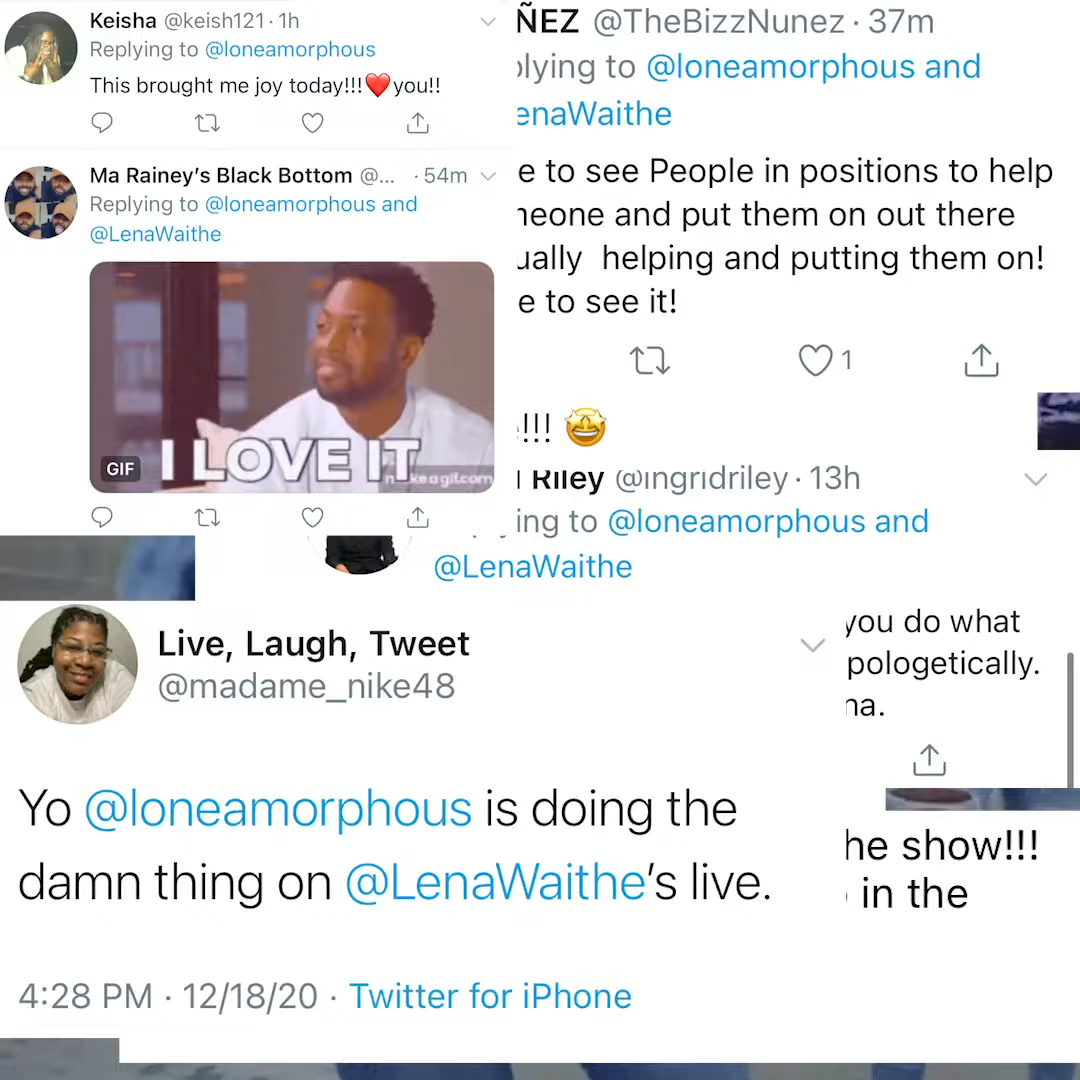 Keisha @keish121 · 1h
Replying to @loneamorphous
This brought me joy today!!!❤️you!!
Ma Rainey's Black Bottom @... · 54m
Replying to @loneamorphous and
@LenaWaithe
I LOVE IT
GIF
ÑEZ @TheBizzNunez · 37m
lying to @loneamorphous and
enaWaithe
e to see People in positions to help
neone and put them on out there
ually helping and putting them on!
e to see it!
1
!!! 🤩
Riley @ingridriley · 13h
ing to @loneamorphous and
@LenaWaithe
you do what
pologetically.
na.
he show!!!
in the
Live, Laugh, Tweet
@madame_nike48
Yo @loneamorphous is doing the
damn thing on @LenaWaithe's live.
4:28 PM · 12/18/20 · Twitter for iPhone